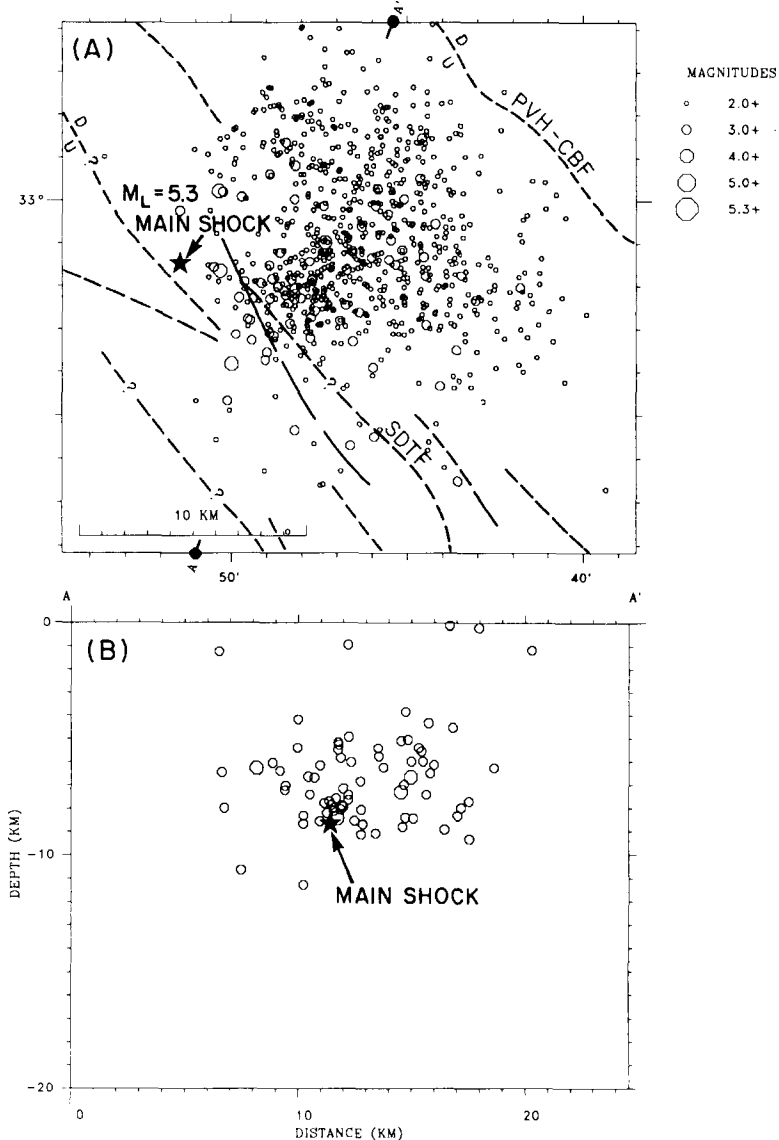 (A)
A'
D
U
PVH-CBF
MAGNITUDES
2.0+
3.0+
4.0+
5.0+
5.3+
D
U
?
33°
M_L = 5.3
MAIN SHOCK
?
SDTF
?
10 KM
A
50'
40'
A
A'
(B)
0
-10
-20
DEPTH (KM)
MAIN SHOCK
0
10
20
DISTANCE (KM)